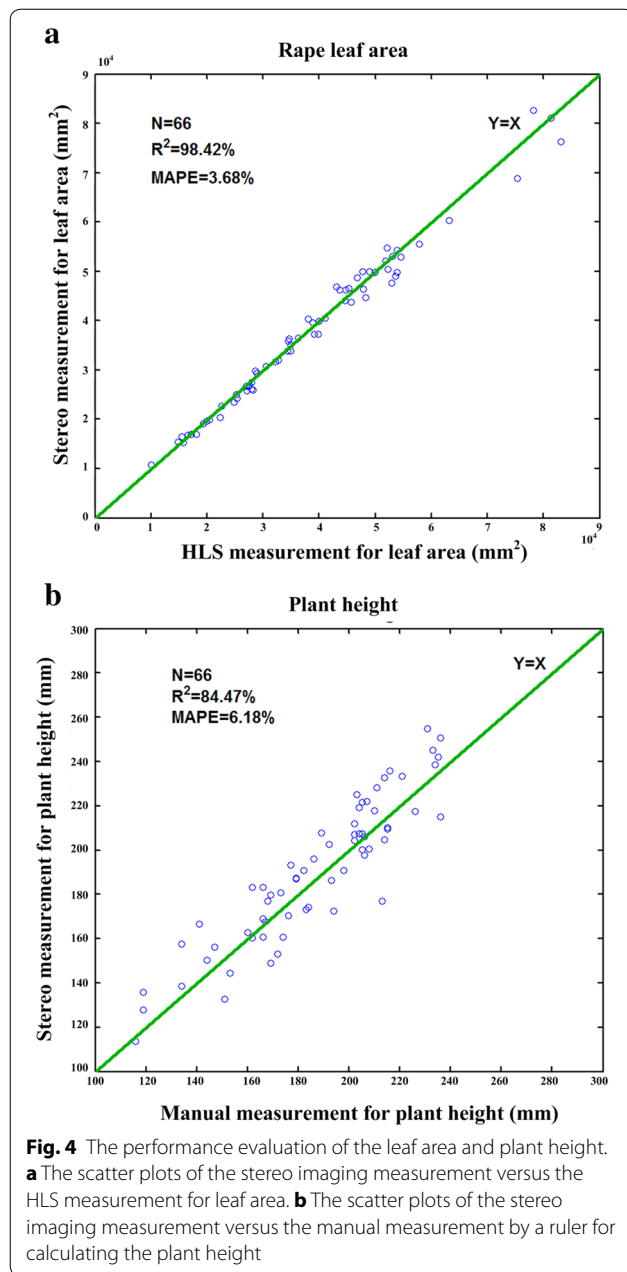 a
Rape leaf area
10⁴
9
8
7
6
5
4
3
2
1
0
Stereo measurement for leaf area (mm²)
N=66
R²=98.42%
MAPE=3.68%
Y=X
0 1 2 3 4 5 6 7 8 9
10⁴
HLS measurement for leaf area (mm²)
b
Plant height
300
280
260
240
220
200
180
160
140
120
100
Stereo measurement for plant height (mm)
N=66
R²=84.47%
MAPE=6.18%
Y=X
100 120 140 160 180 200 220 240 260 280 300
Manual measurement for plant height (mm)
Fig. 4 The performance evaluation of the leaf area and plant height.
a The scatter plots of the stereo imaging measurement versus the
HLS measurement for leaf area. b The scatter plots of the stereo
imaging measurement versus the manual measurement by a ruler for
calculating the plant height